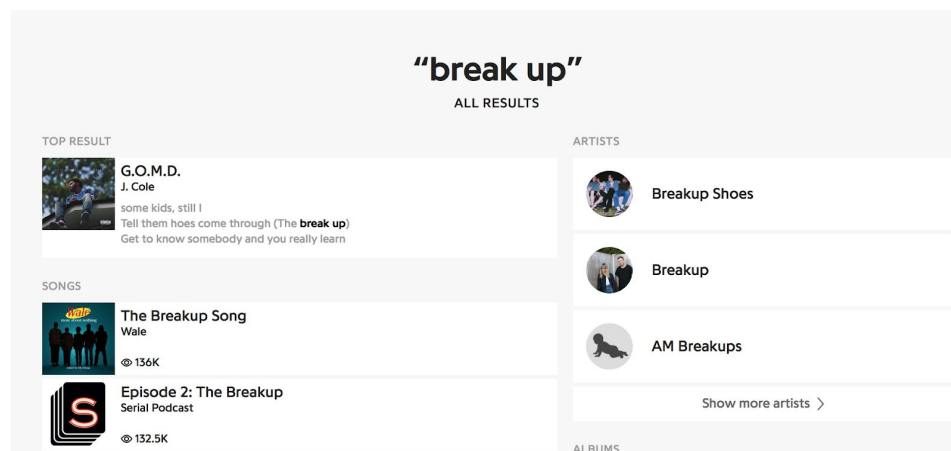 “break up”
ALL RESULTS
TOP RESULT
G.O.M.D.
J. Cole
some kids, still I
Tell them hoes come through (The break up)
Get to know somebody and you really learn
SONGS
Wale
The Breakup Song
Wale
136K
S
Episode 2: The Breakup
Serial Podcast
132.5K
ARTISTS
Breakup Shoes
Breakup
AM Breakups
Show more artists
ALBUMS